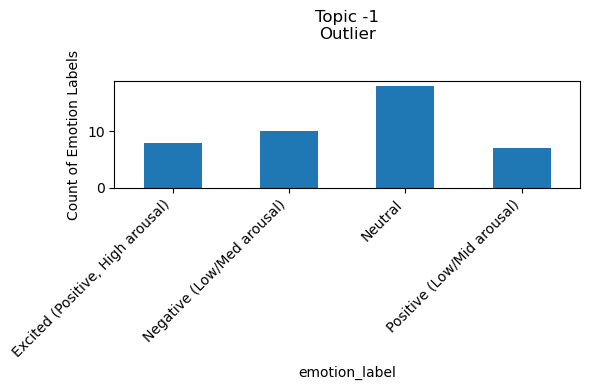 Topic -1
Outlier
Count of Emotion Labels
10
0
Excited (Positive, High arousal)
Negative (Low/Med arousal)
Neutral
Positive (Low/Mid arousal)
emotion_label